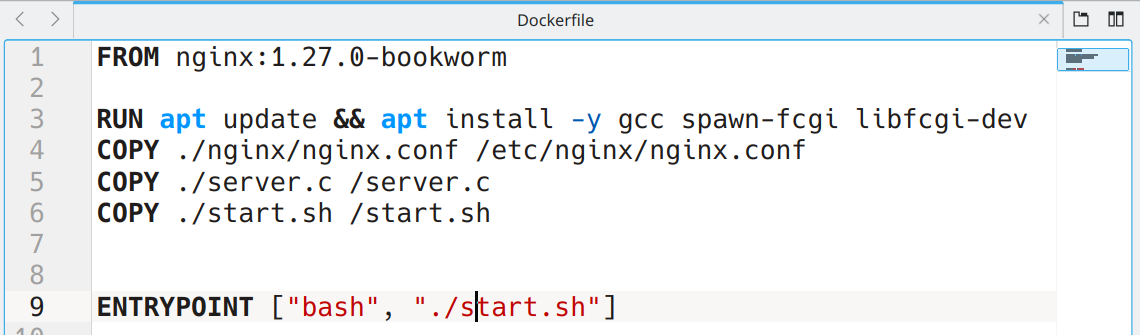 Dockerfile
1 FROM nginx:1.27.0-bookworm
2
3 RUN apt update && apt install -y gcc spawn-fcgi libfcgi-dev
4 COPY ./nginx/nginx.conf /etc/nginx/nginx.conf
5 COPY ./server.c /server.c
6 COPY ./start.sh /start.sh
7
8
9 ENTRYPOINT ["bash", "./start.sh"]
10